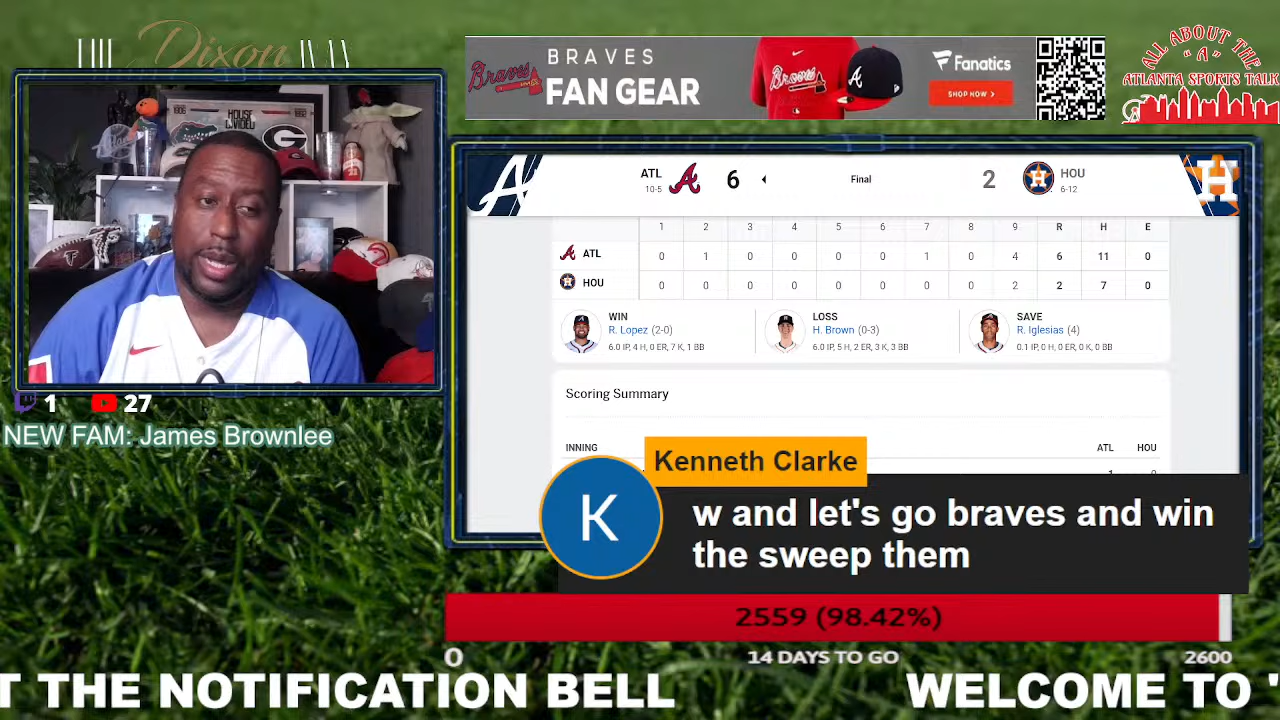 Dixon
BRAVES
FAN GEAR
Braves
Fanatics
SHOP NOW >
ALL ABOUT THE
"A"
ATLANTA SPORTS TALK
HOUSE
DIVIDED
ATL
10-5
6
Final
2
HOU
6-12
1 2 3 4 5 6 7 8 9 R H E
ATL 0 1 0 0 0 0 1 0 4 6 11 0
HOU 0 0 0 0 0 0 0 0 2 2 7 0
WIN
R. Lopez (2-0)
6.0 IP, 4 H, 0 ER, 7 K, 1 BB
LOSS
H. Brown (0-3)
6.0 IP, 5 H, 2 ER, 3 K, 3 BB
SAVE
R. Iglesias (4)
0.1 IP, 0 H, 0 ER, 0 K, 0 BB
Scoring Summary
INNING ATL HOU
1 27
NEW FAM: James Brownlee
Kenneth Clarke
K
w and let's go braves and win
the sweep them
2559 (98.42%)
0 14 DAYS TO GO 2600
T THE NOTIFICATION BELL WELCOME TO '